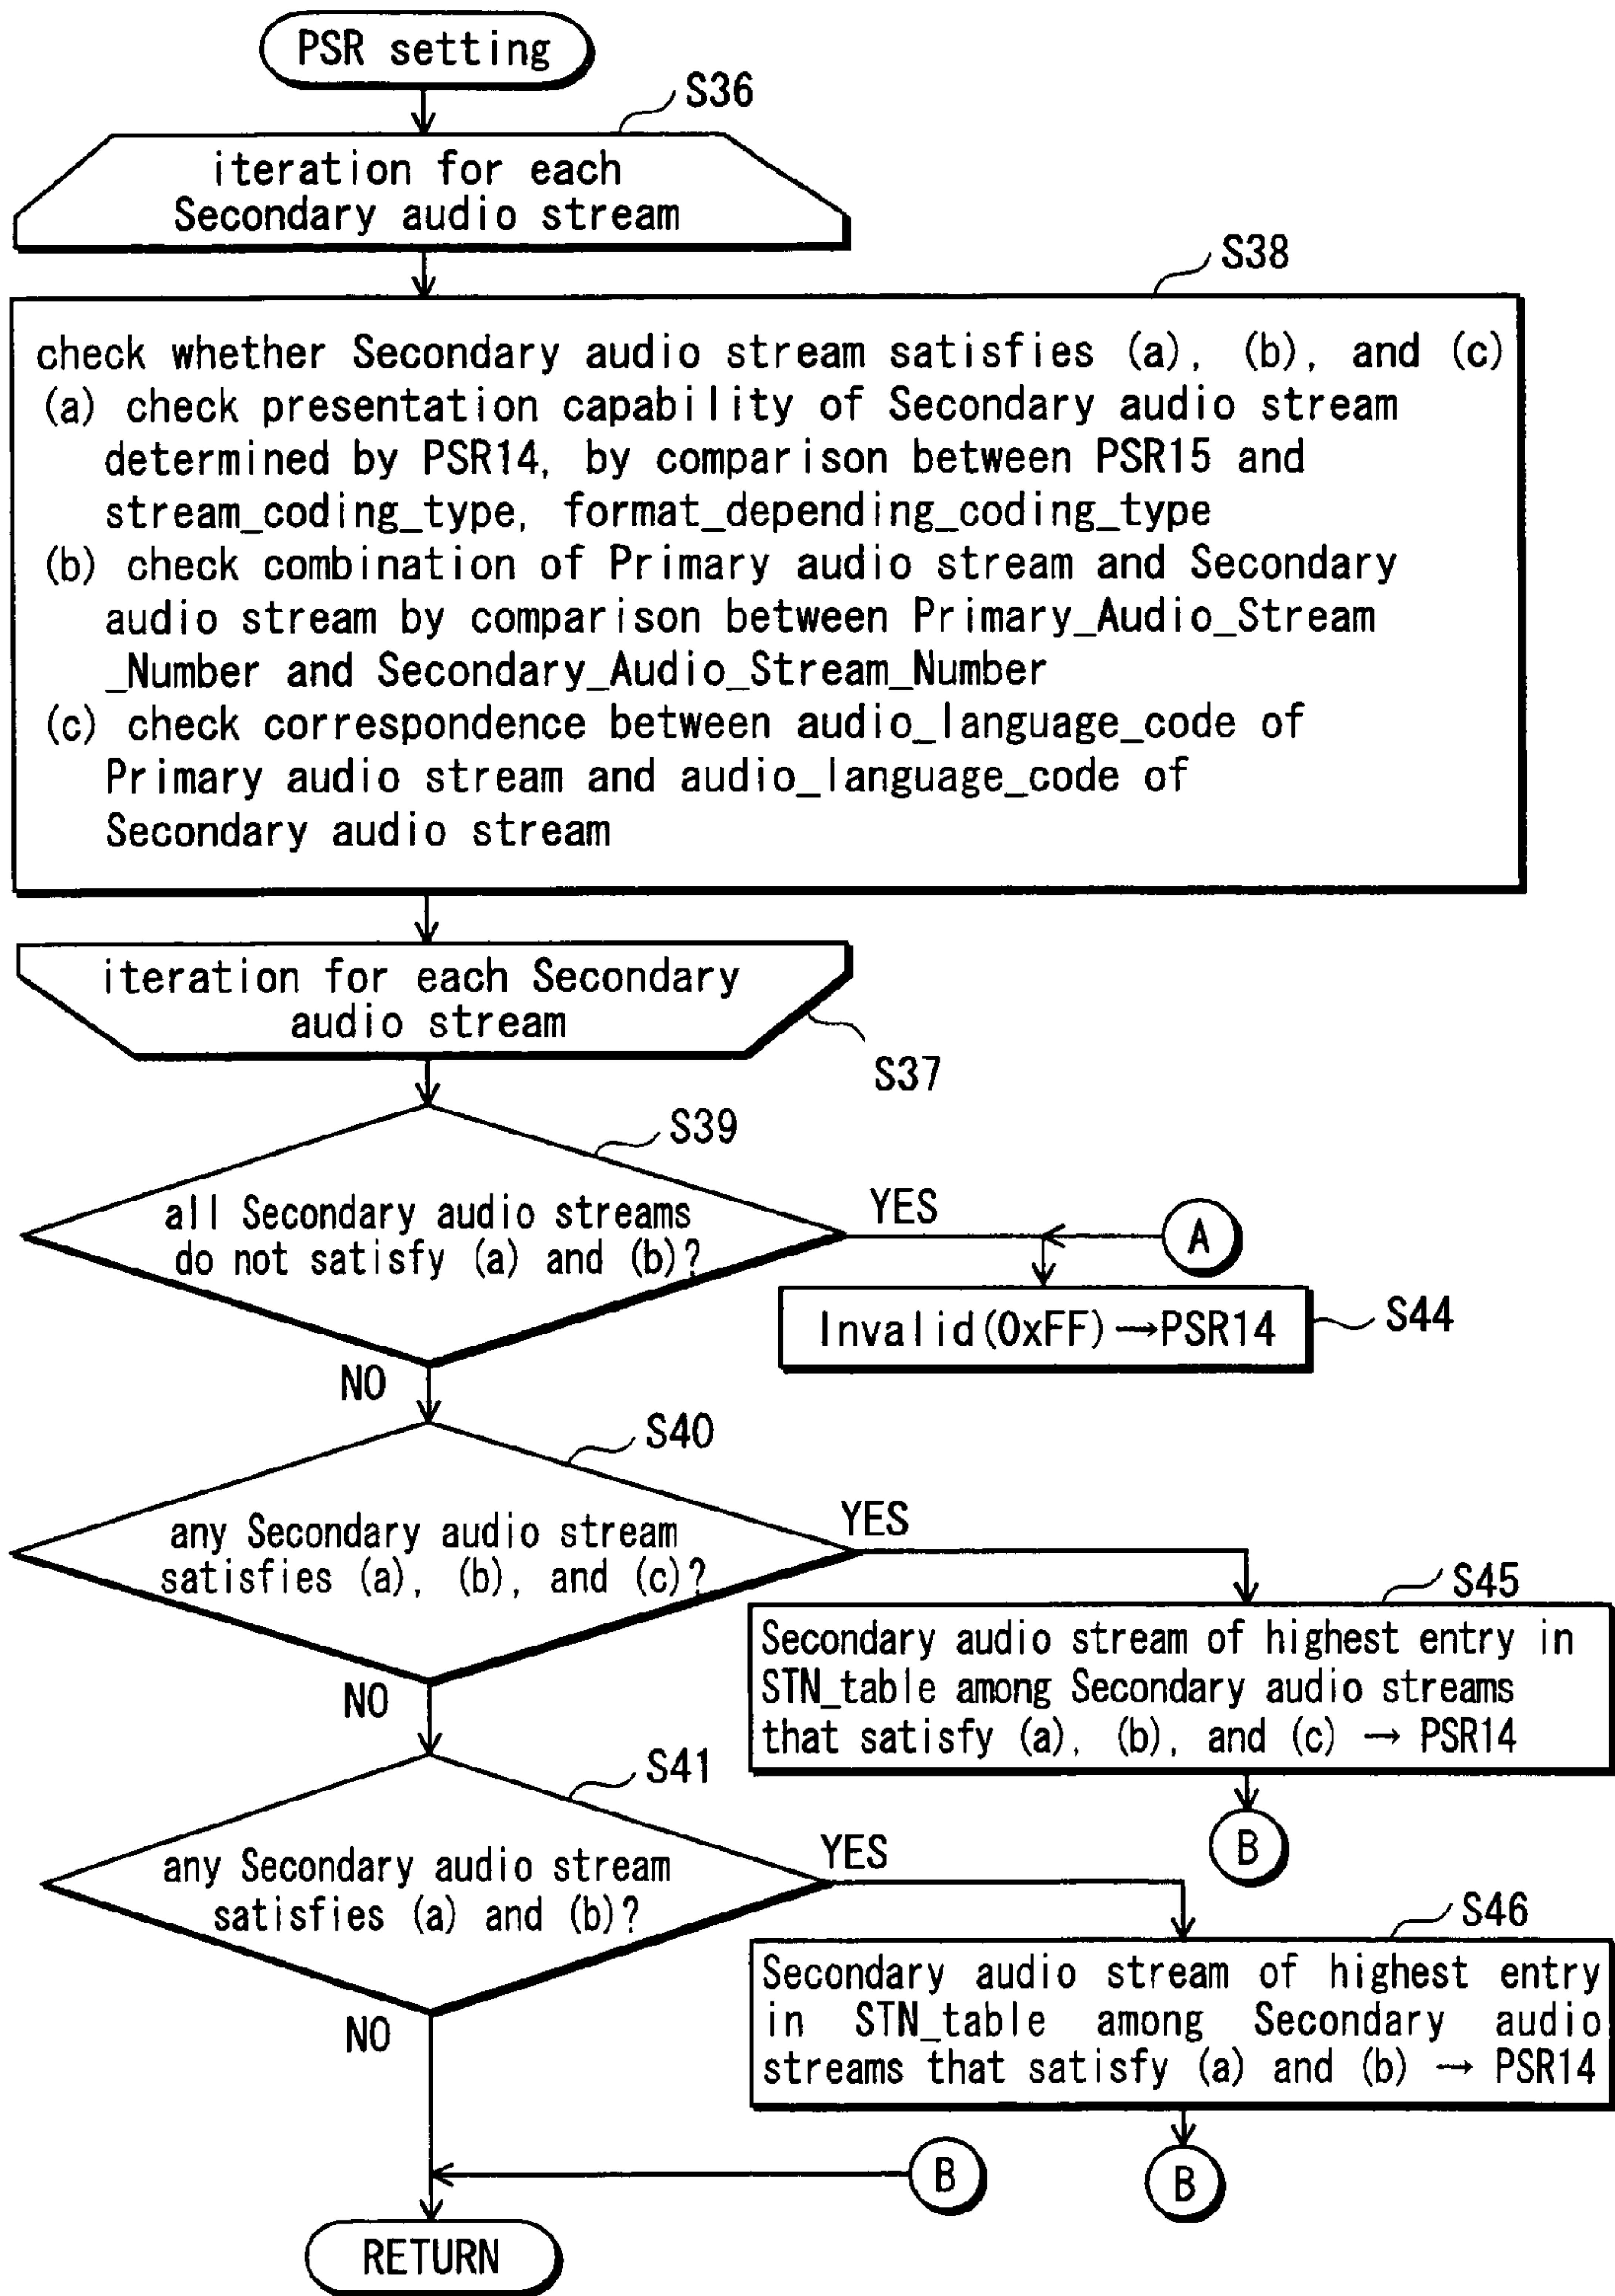 PSR setting
S36
iteration for each
Secondary audio stream
S38
check whether Secondary audio stream satisfies (a), (b), and (c)
(a) check presentation capability of Secondary audio stream
determined by PSR14, by comparison between PSR15 and
stream_coding_type, format_depending_coding_type
(b) check combination of Primary audio stream and Secondary
audio stream by comparison between Primary_Audio_Stream
_Number and Secondary_Audio_Stream_Number
(c) check correspondence between audio_language_code of
Primary audio stream and audio_language_code of
Secondary audio stream
iteration for each Secondary
audio stream
S37
S39
all Secondary audio streams
do not satisfy (a) and (b)?
YES
A
Invalid(0xFF)→PSR14
S44
NO
S40
any Secondary audio stream
satisfies (a), (b), and (c)?
YES
S45
Secondary audio stream of highest entry in
STN_table among Secondary audio streams
that satisfy (a), (b), and (c) → PSR14
B
NO
S41
any Secondary audio stream
satisfies (a) and (b)?
YES
S46
Secondary audio stream of highest entry
in STN_table among Secondary audio
streams that satisfy (a) and (b) → PSR14
NO
B
B
RETURN